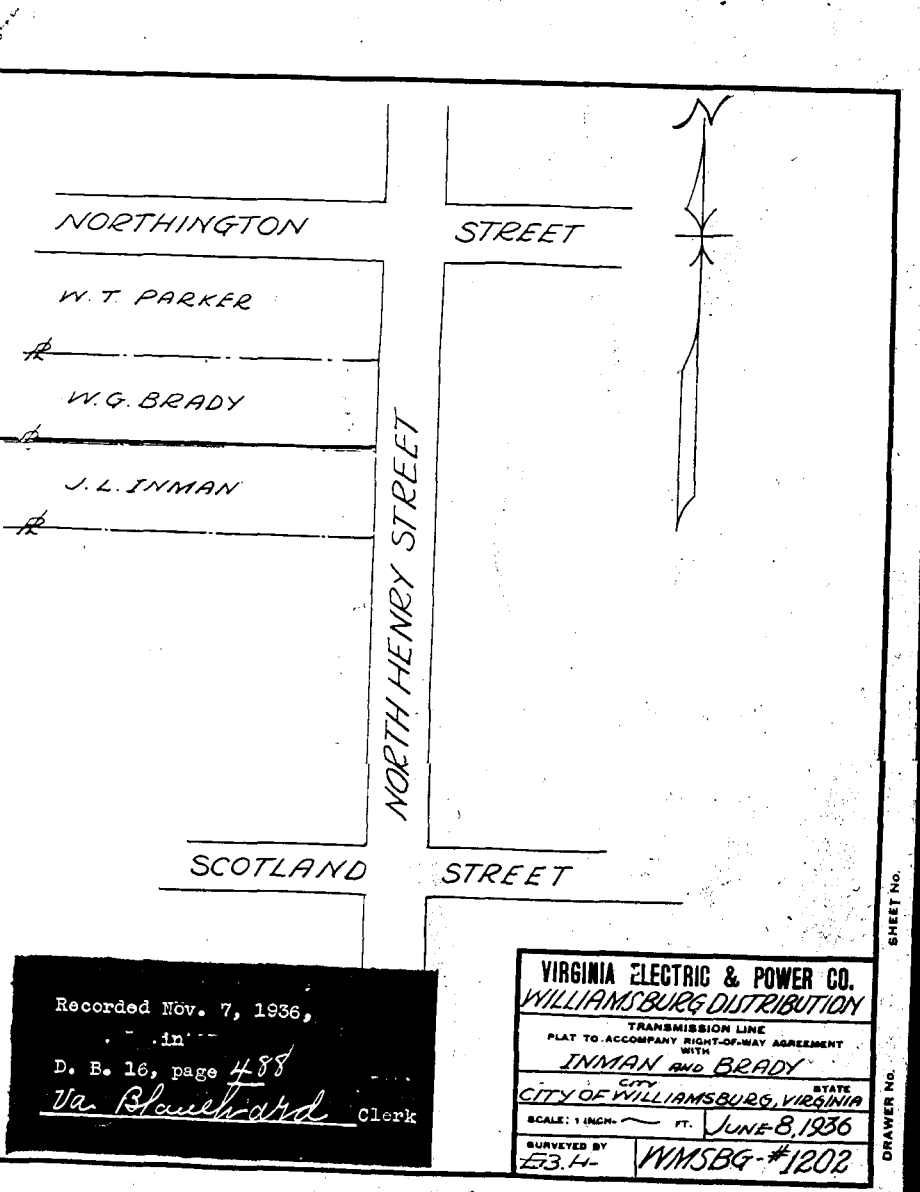 N
NORTHINGTON STREET
W. T. PARKER
W. G. BRADY
J. L. INMAN
NORTH HENRY STREET
SCOTLAND STREET
SHEET No.
DRAWER No.
Recorded Nov. 7, 1936,
in
D. B. 16, page 488
Va Blanchard Clerk
VIRGINIA ELECTRIC & POWER CO.
WILLIAMSBURG DISTRIBUTION
TRANSMISSION LINE
PLAT TO ACCOMPANY RIGHT-OF-WAY AGREEMENT
WITH
INMAN AND BRADY
CITY STATE
CITY OF WILLIAMSBURG, VIRGINIA
SCALE: 1 INCH- FT. JUNE-8, 1936
SURVEYED BY
E3. H- WMSBG-#1202